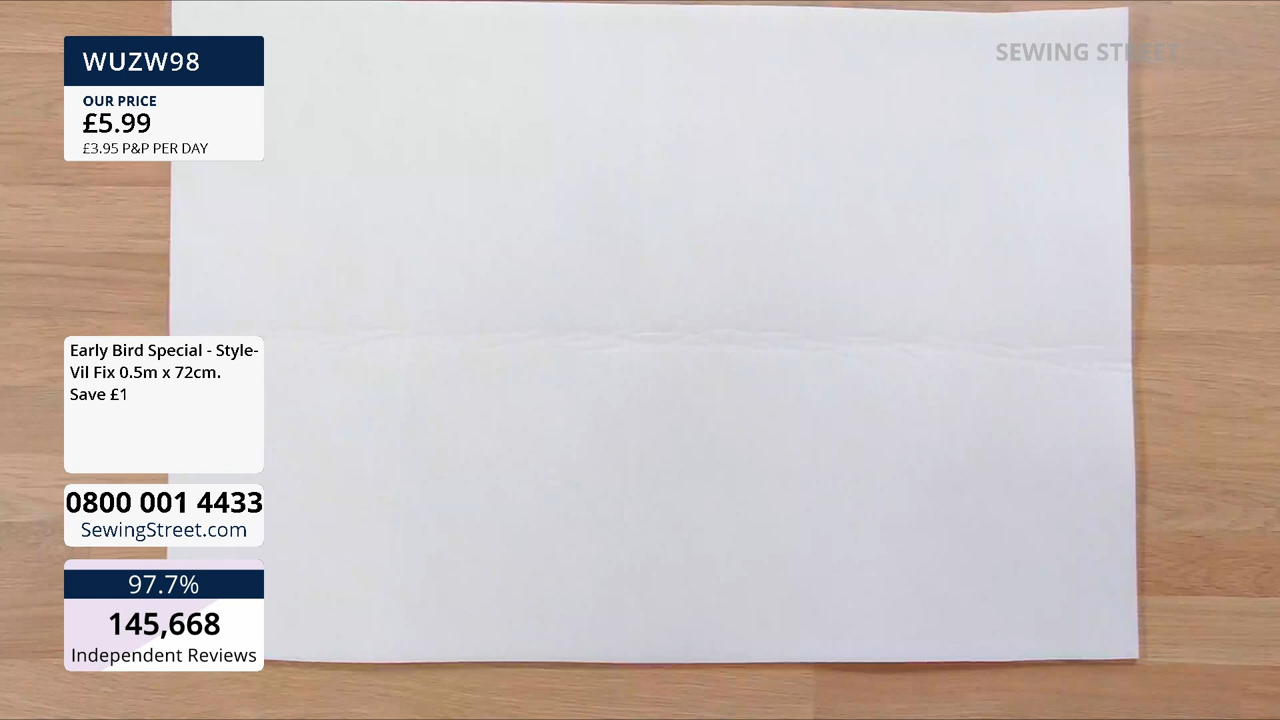 WUZW98
OUR PRICE
£5.99
£3.95 P&P PER DAY
SEWING STREET
Early Bird Special - Style-
Vil Fix 0.5m x 72cm.
Save £1
0800 001 4433
SewingStreet.com
97.7%
145,668
Independent Reviews